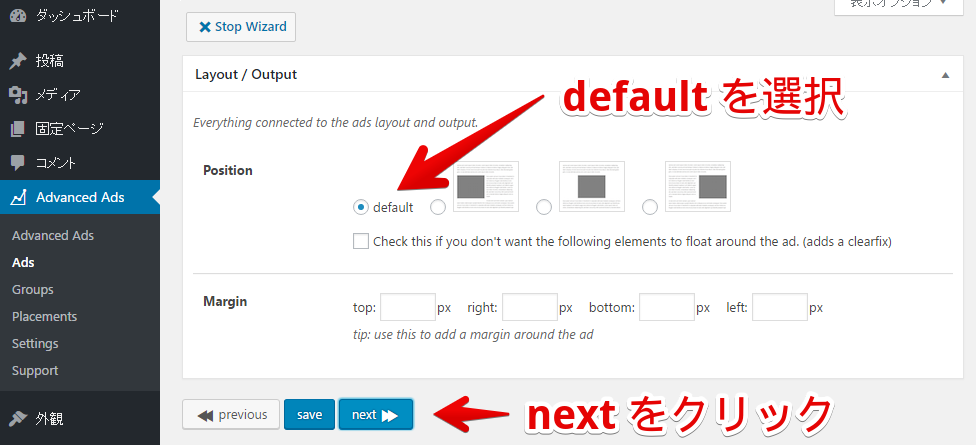 ダッシュボード
投稿
メディア
固定ページ
コメント
Advanced Ads
Advanced Ads
Ads
Groups
Placements
Settings
Support
外観
表示オプション
Stop Wizard
Layout / Output
default を選択
Everything connected to the ads layout and output.
Position
default
Check this if you don't want the following elements to float around the ad. (adds a clearfix)
Margin
top: px right: px bottom: px left: px
tip: use this to add a margin around the ad
previous save next
next をクリック